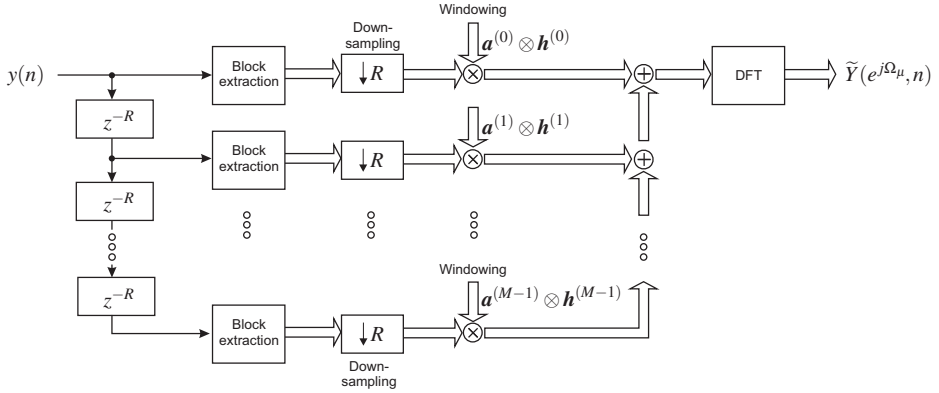 Windowing
Down-
sampling
a^{(0)} ⊗ h^{(0)}
y(n)
Block
extraction
↓ R
DFT
\widetilde{Y}(e^{jΩ_μ}, n)
z^{-R}
a^{(1)} ⊗ h^{(1)}
Block
extraction
↓ R
z^{-R}
Windowing
z^{-R}
a^{(M−1)} ⊗ h^{(M−1)}
Block
extraction
↓ R
Down-
sampling